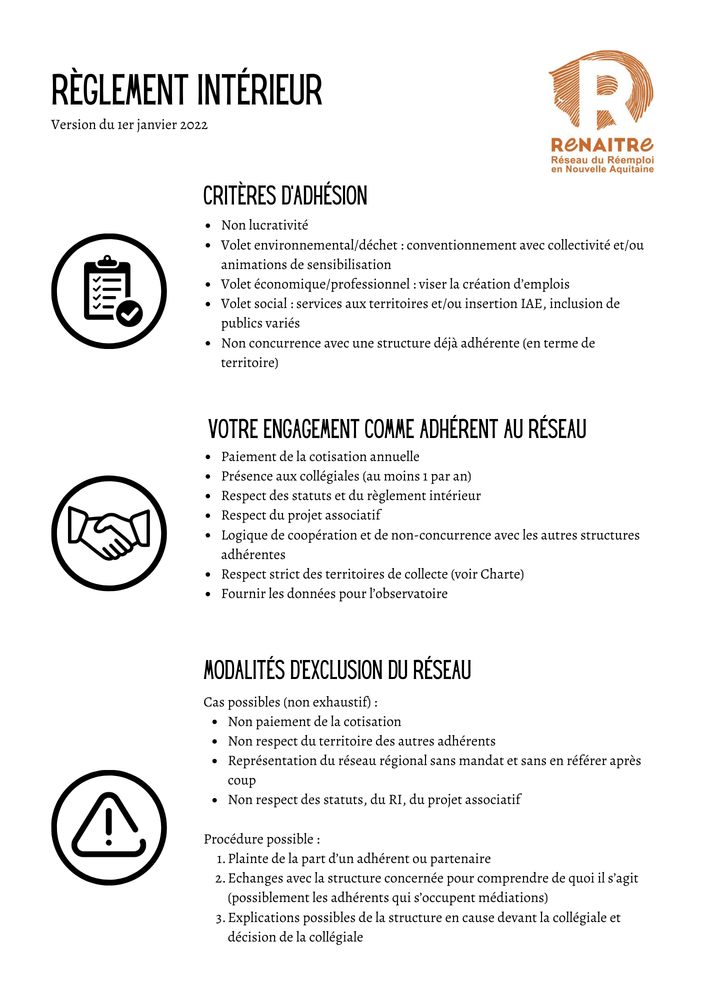 RÈGLEMENT INTÉRIEUR
Version du 1er janvier 2022
R
RENAITRE
Réseau du Réemploi
en Nouvelle Aquitaine
CRITÈRES D'ADHÉSION
• Non lucrativité
• Volet environnemental/déchet : conventionnement avec collectivité et/ou
animations de sensibilisation
• Volet économique/professionnel : viser la création d’emplois
• Volet social : services aux territoires et/ou insertion IAE, inclusion de
publics variés
• Non concurrence avec une structure déjà adhérente (en terme de
territoire)
VOTRE ENGAGEMENT COMME ADHÉRENT AU RÉSEAU
• Paiement de la cotisation annuelle
• Présence aux collégiales (au moins 1 par an)
• Respect des statuts et du règlement intérieur
• Respect du projet associatif
• Logique de coopération et de non-concurrence avec les autres structures
adhérentes
• Respect strict des territoires de collecte (voir Charte)
• Fournir les données pour l’observatoire
MODALITÉS D'EXCLUSION DU RÉSEAU
Cas possibles (non exhaustif) :
• Non paiement de la cotisation
• Non respect du territoire des autres adhérents
• Représentation du réseau régional sans mandat et sans en référer après
coup
• Non respect des statuts, du RI, du projet associatif
Procédure possible :
1. Plainte de la part d’un adhérent ou partenaire
2. Echanges avec la structure concernée pour comprendre de quoi il s’agit
(possiblement les adhérents qui s’occupent médiations)
3. Explications possibles de la structure en cause devant la collégiale et
décision de la collégiale